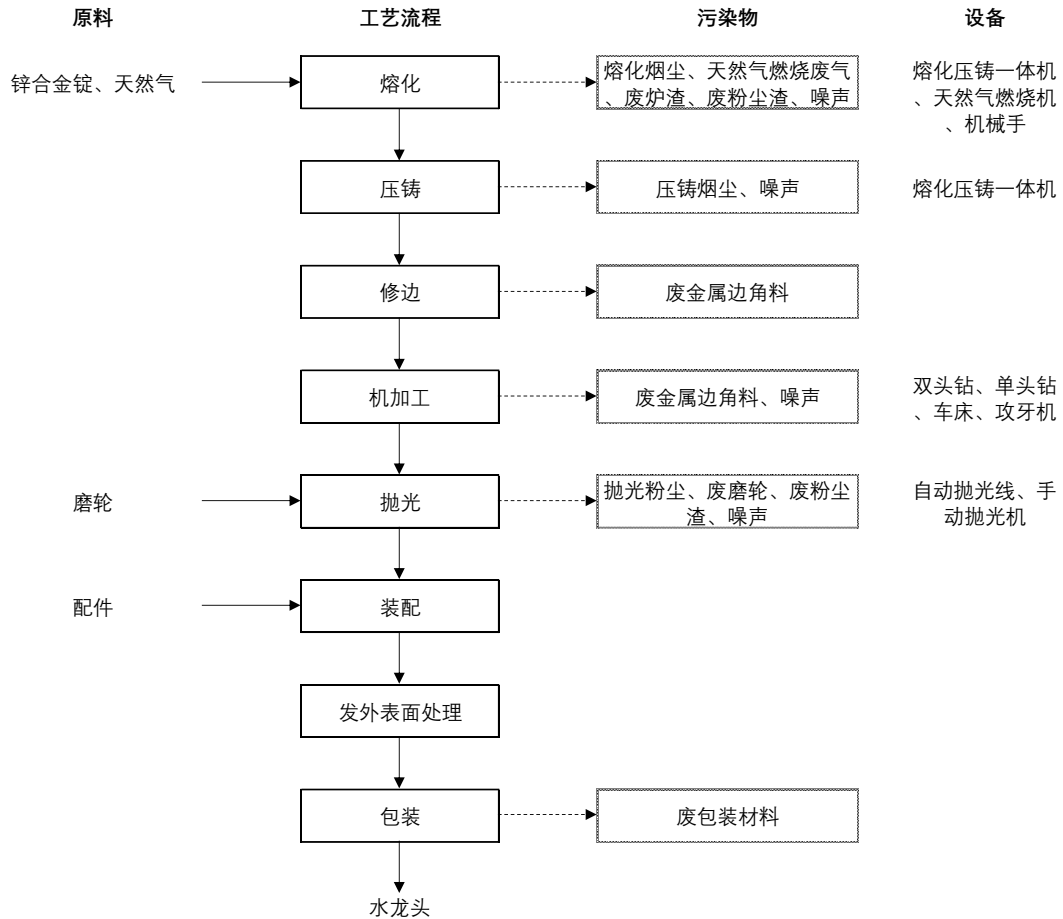 原料 工艺流程 污染物 设备
锌合金锭、天然气
熔化
熔化烟尘、天然气燃烧废气
、废炉渣、废粉尘渣、噪声
熔化压铸一体机
、天然气燃烧机
、机械手
压铸
压铸烟尘、噪声
熔化压铸一体机
修边
废金属边角料
机加工
废金属边角料、噪声
双头钻、单头钻
、车床、攻牙机
磨轮
抛光
抛光粉尘、废磨轮、废粉尘
渣、噪声
自动抛光线、手
动抛光机
配件
装配
发外表面处理
包装
废包装材料
水龙头